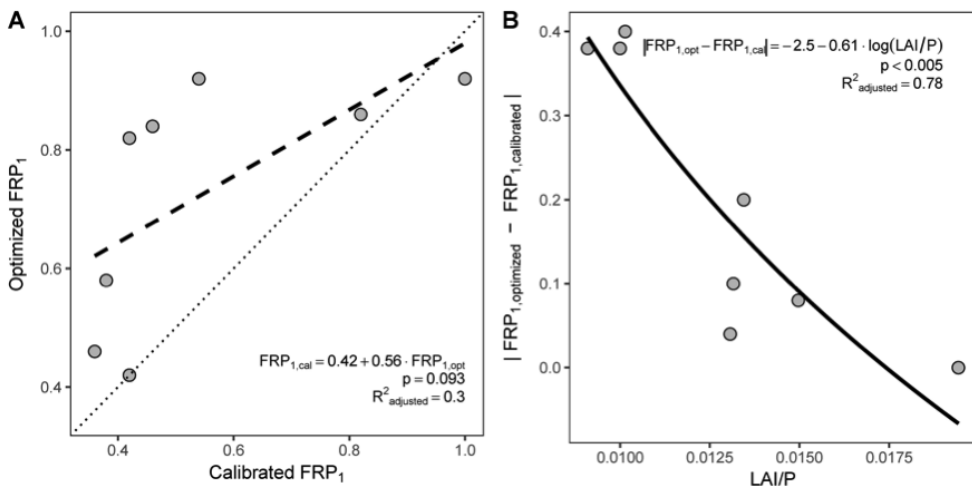 A
1.0
0.8
0.6
0.4
Optimized FRP₁
0.4 0.6 0.8 1.0
Calibrated FRP₁
FRP₁,cal = 0.42 + 0.56 · FRP₁,opt
p = 0.093
R²adjusted = 0.3
B
0.4
0.3
0.2
0.1
0.0
| FRP₁,optimized − FRP₁,calibrated |
|FRP₁,opt − FRP₁,cal| = −2.5 − 0.61 · log(LAI/P)
p < 0.005
R²adjusted = 0.78
0.0100 0.0125 0.0150 0.0175
LAI/P